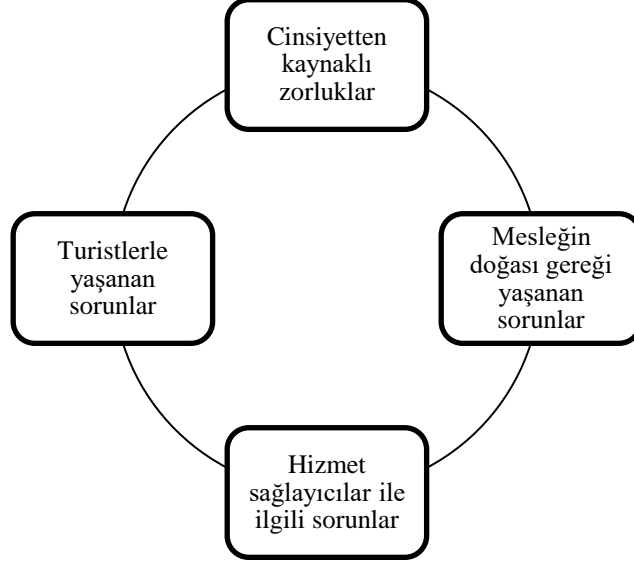 Cinsiyetten
kaynaklı
zorluklar
Turistlerle
yaşanan
sorunlar
Mesleğin
doğası gereği
yaşanan
sorunlar
Hizmet
sağlayıcılar ile
ilgili sorunlar